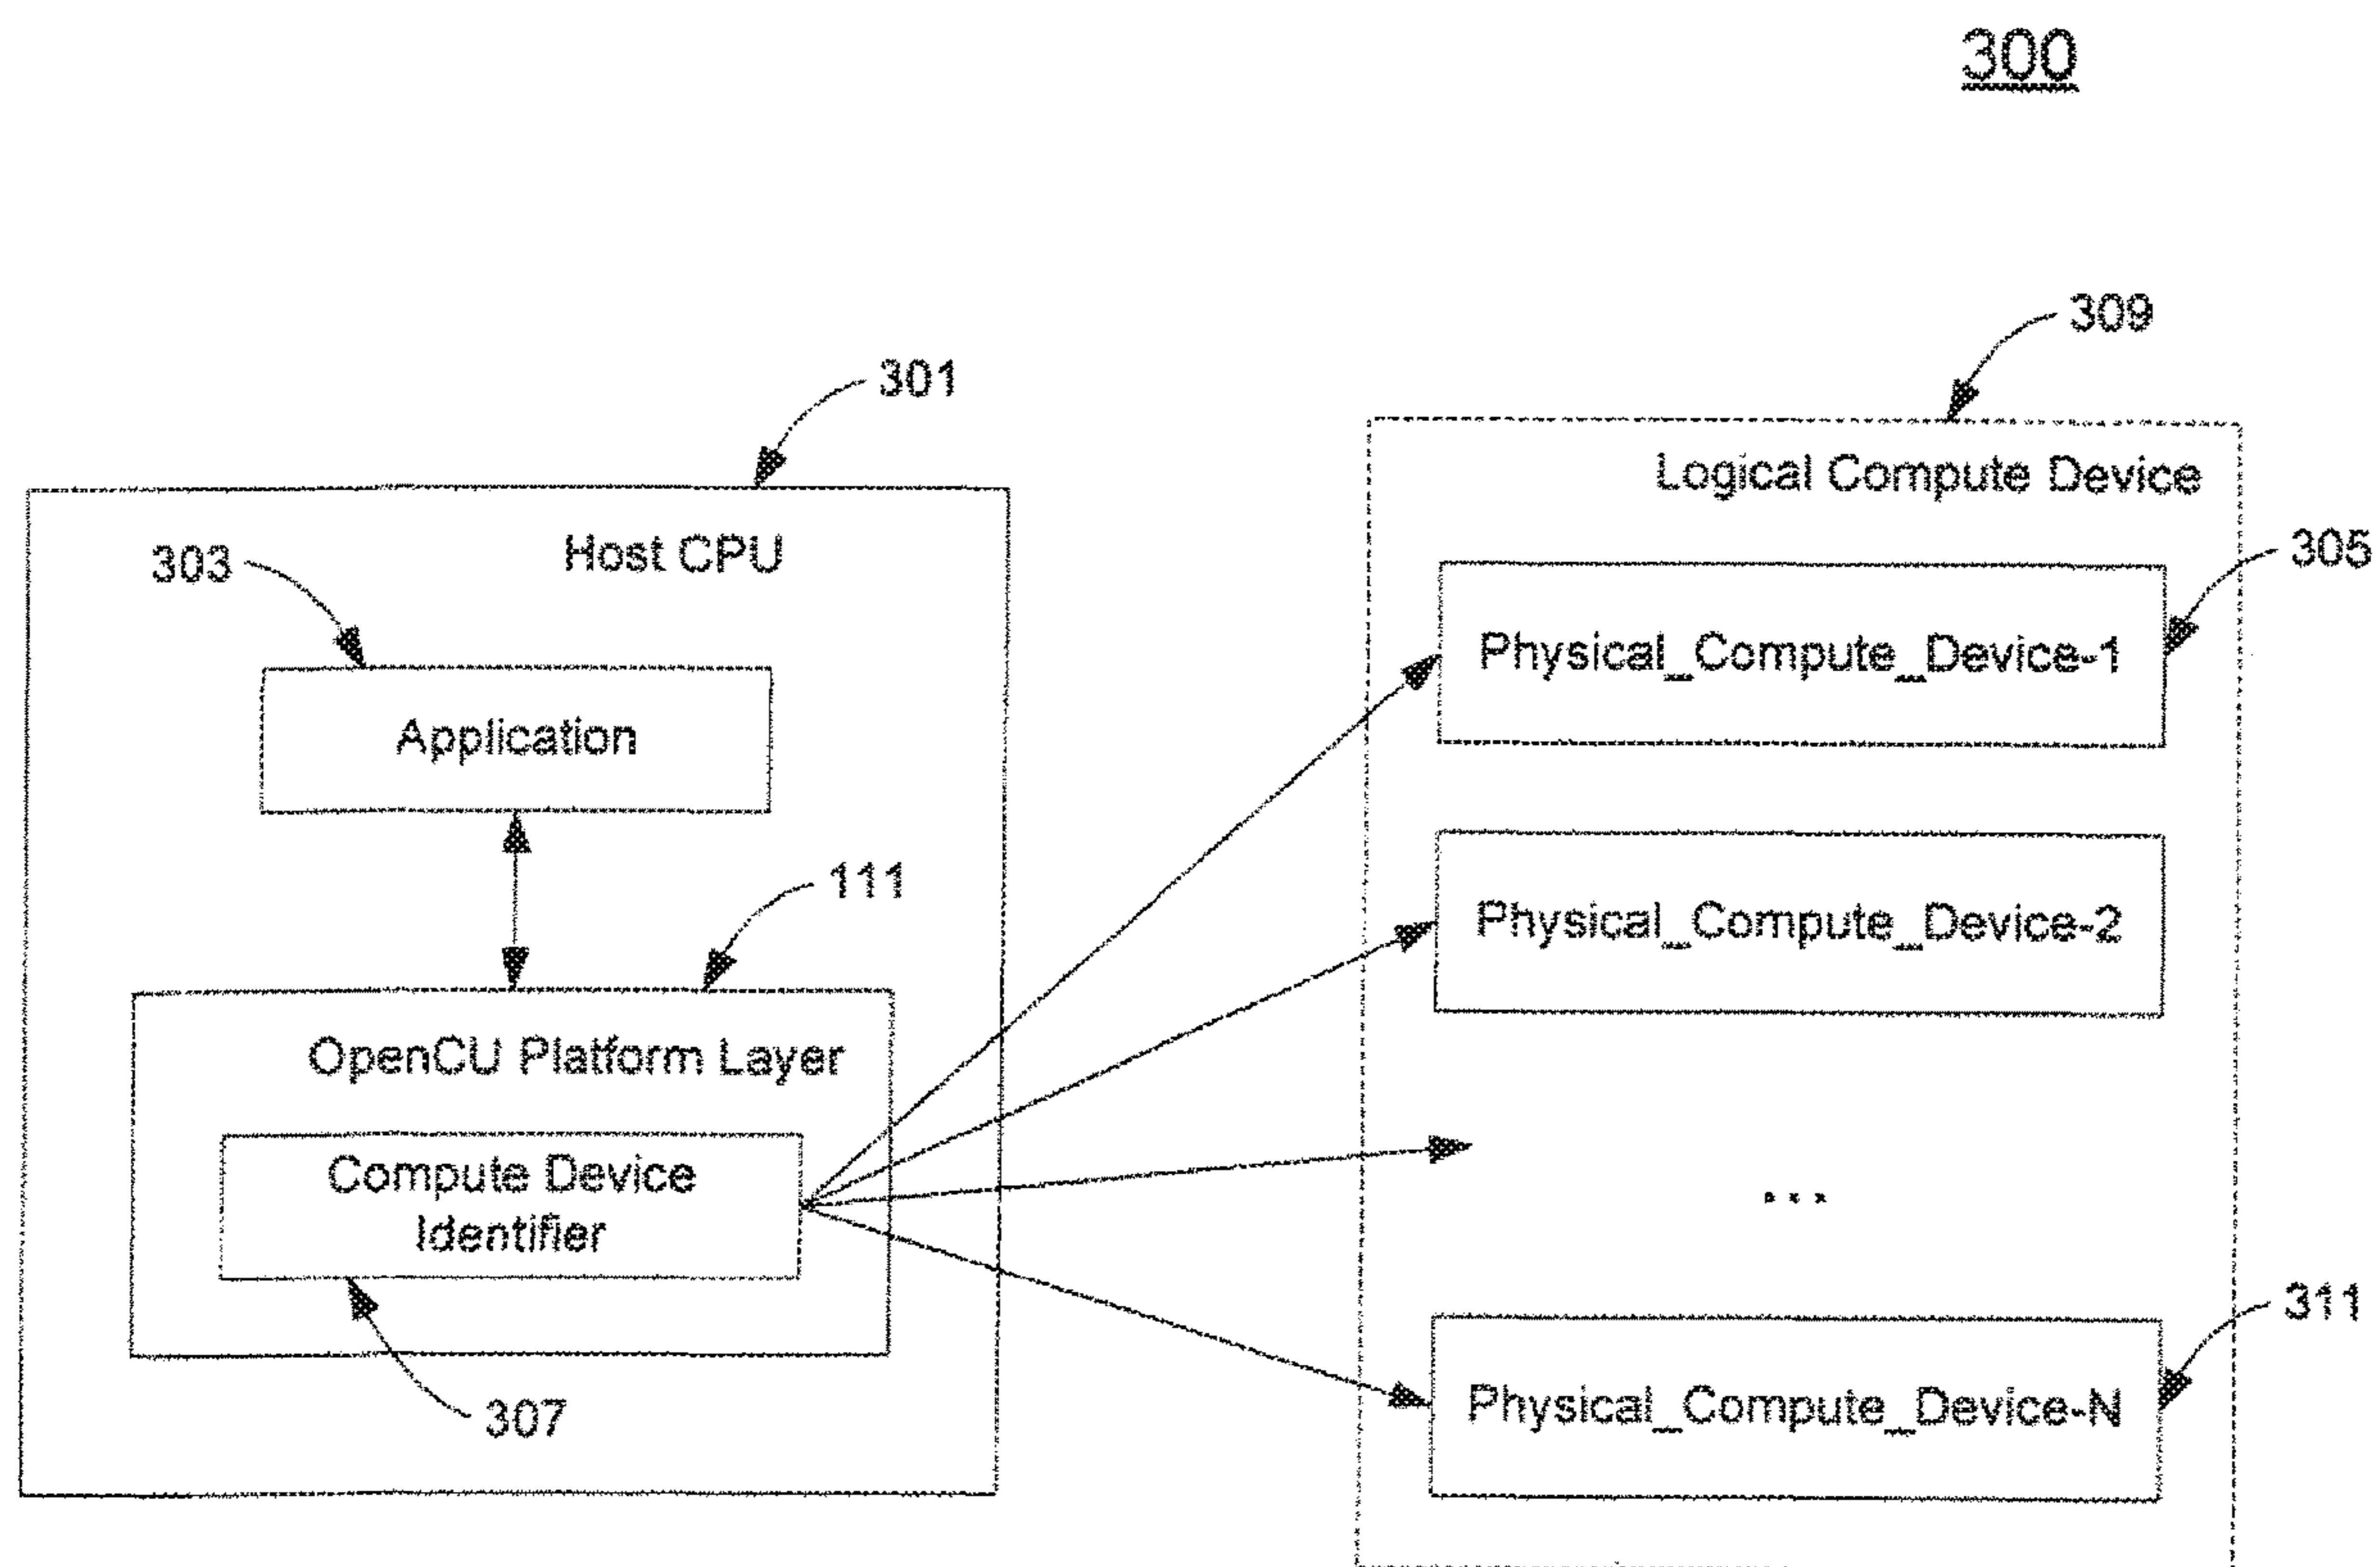 300
309
301
Logical Compute Device
Host CPU
303
305
Physical_Compute_Device-1
Application
111
Physical_Compute_Device-2
OpenCU Platform Layer
Compute Device
Identifier
...
311
Physical_Compute_Device-N
307